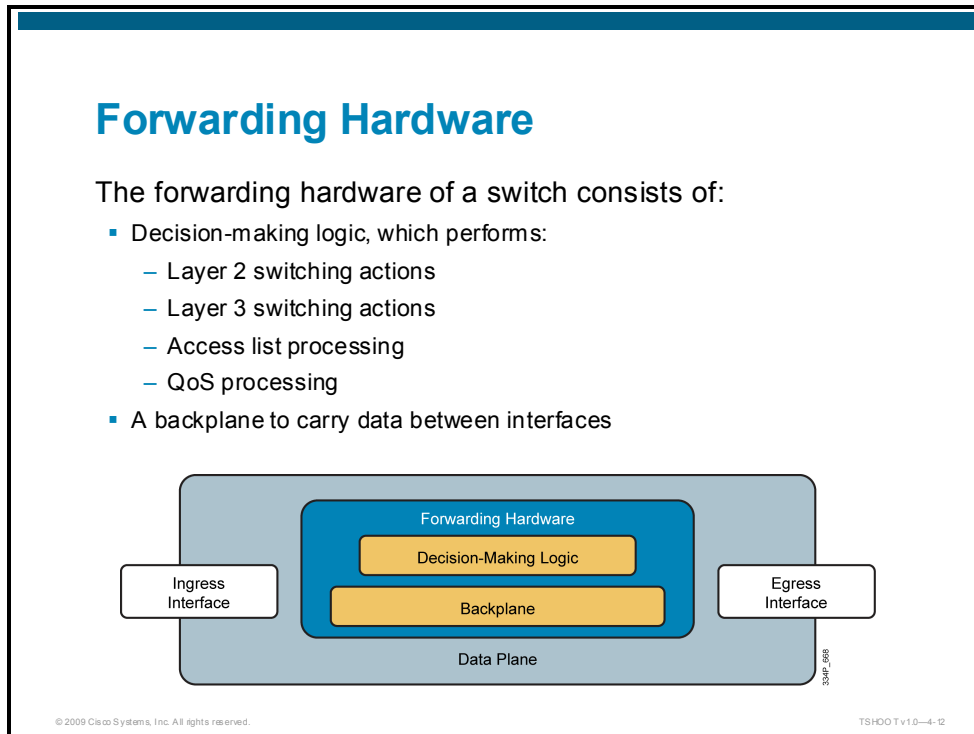 Forwarding Hardware
The forwarding hardware of a switch consists of:
▪ Decision-making logic, which performs:
– Layer 2 switching actions
– Layer 3 switching actions
– Access list processing
– QoS processing
▪ A backplane to carry data between interfaces
Forwarding Hardware
Decision-Making Logic
Ingress
Interface
Backplane
Egress
Interface
Data Plane
334P_668
© 2009 Cisco Systems, Inc. All rights reserved.
TSHOOT v1.0—4-12